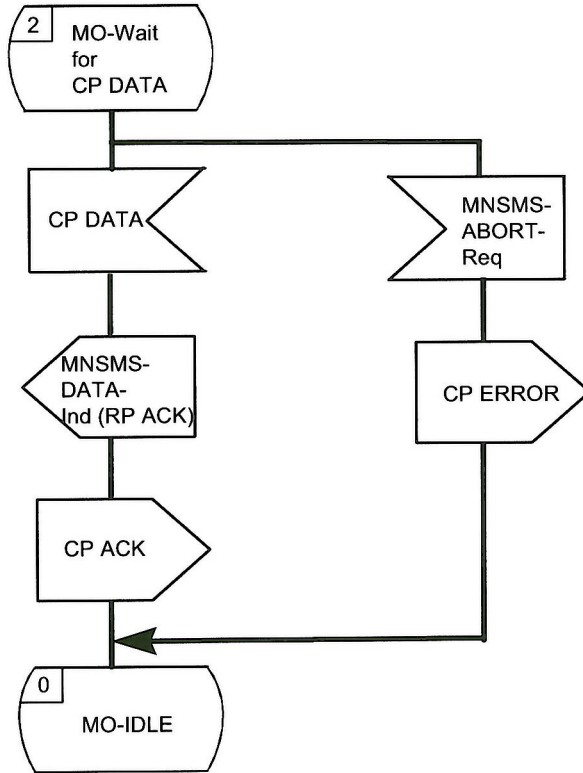 2
MO-Wait
for
CP DATA
CP DATA
MNSMS-
ABORT-
Req
MNSMS-
DATA-
Ind (RP ACK)
CP ERROR
CP ACK
0
MO-IDLE